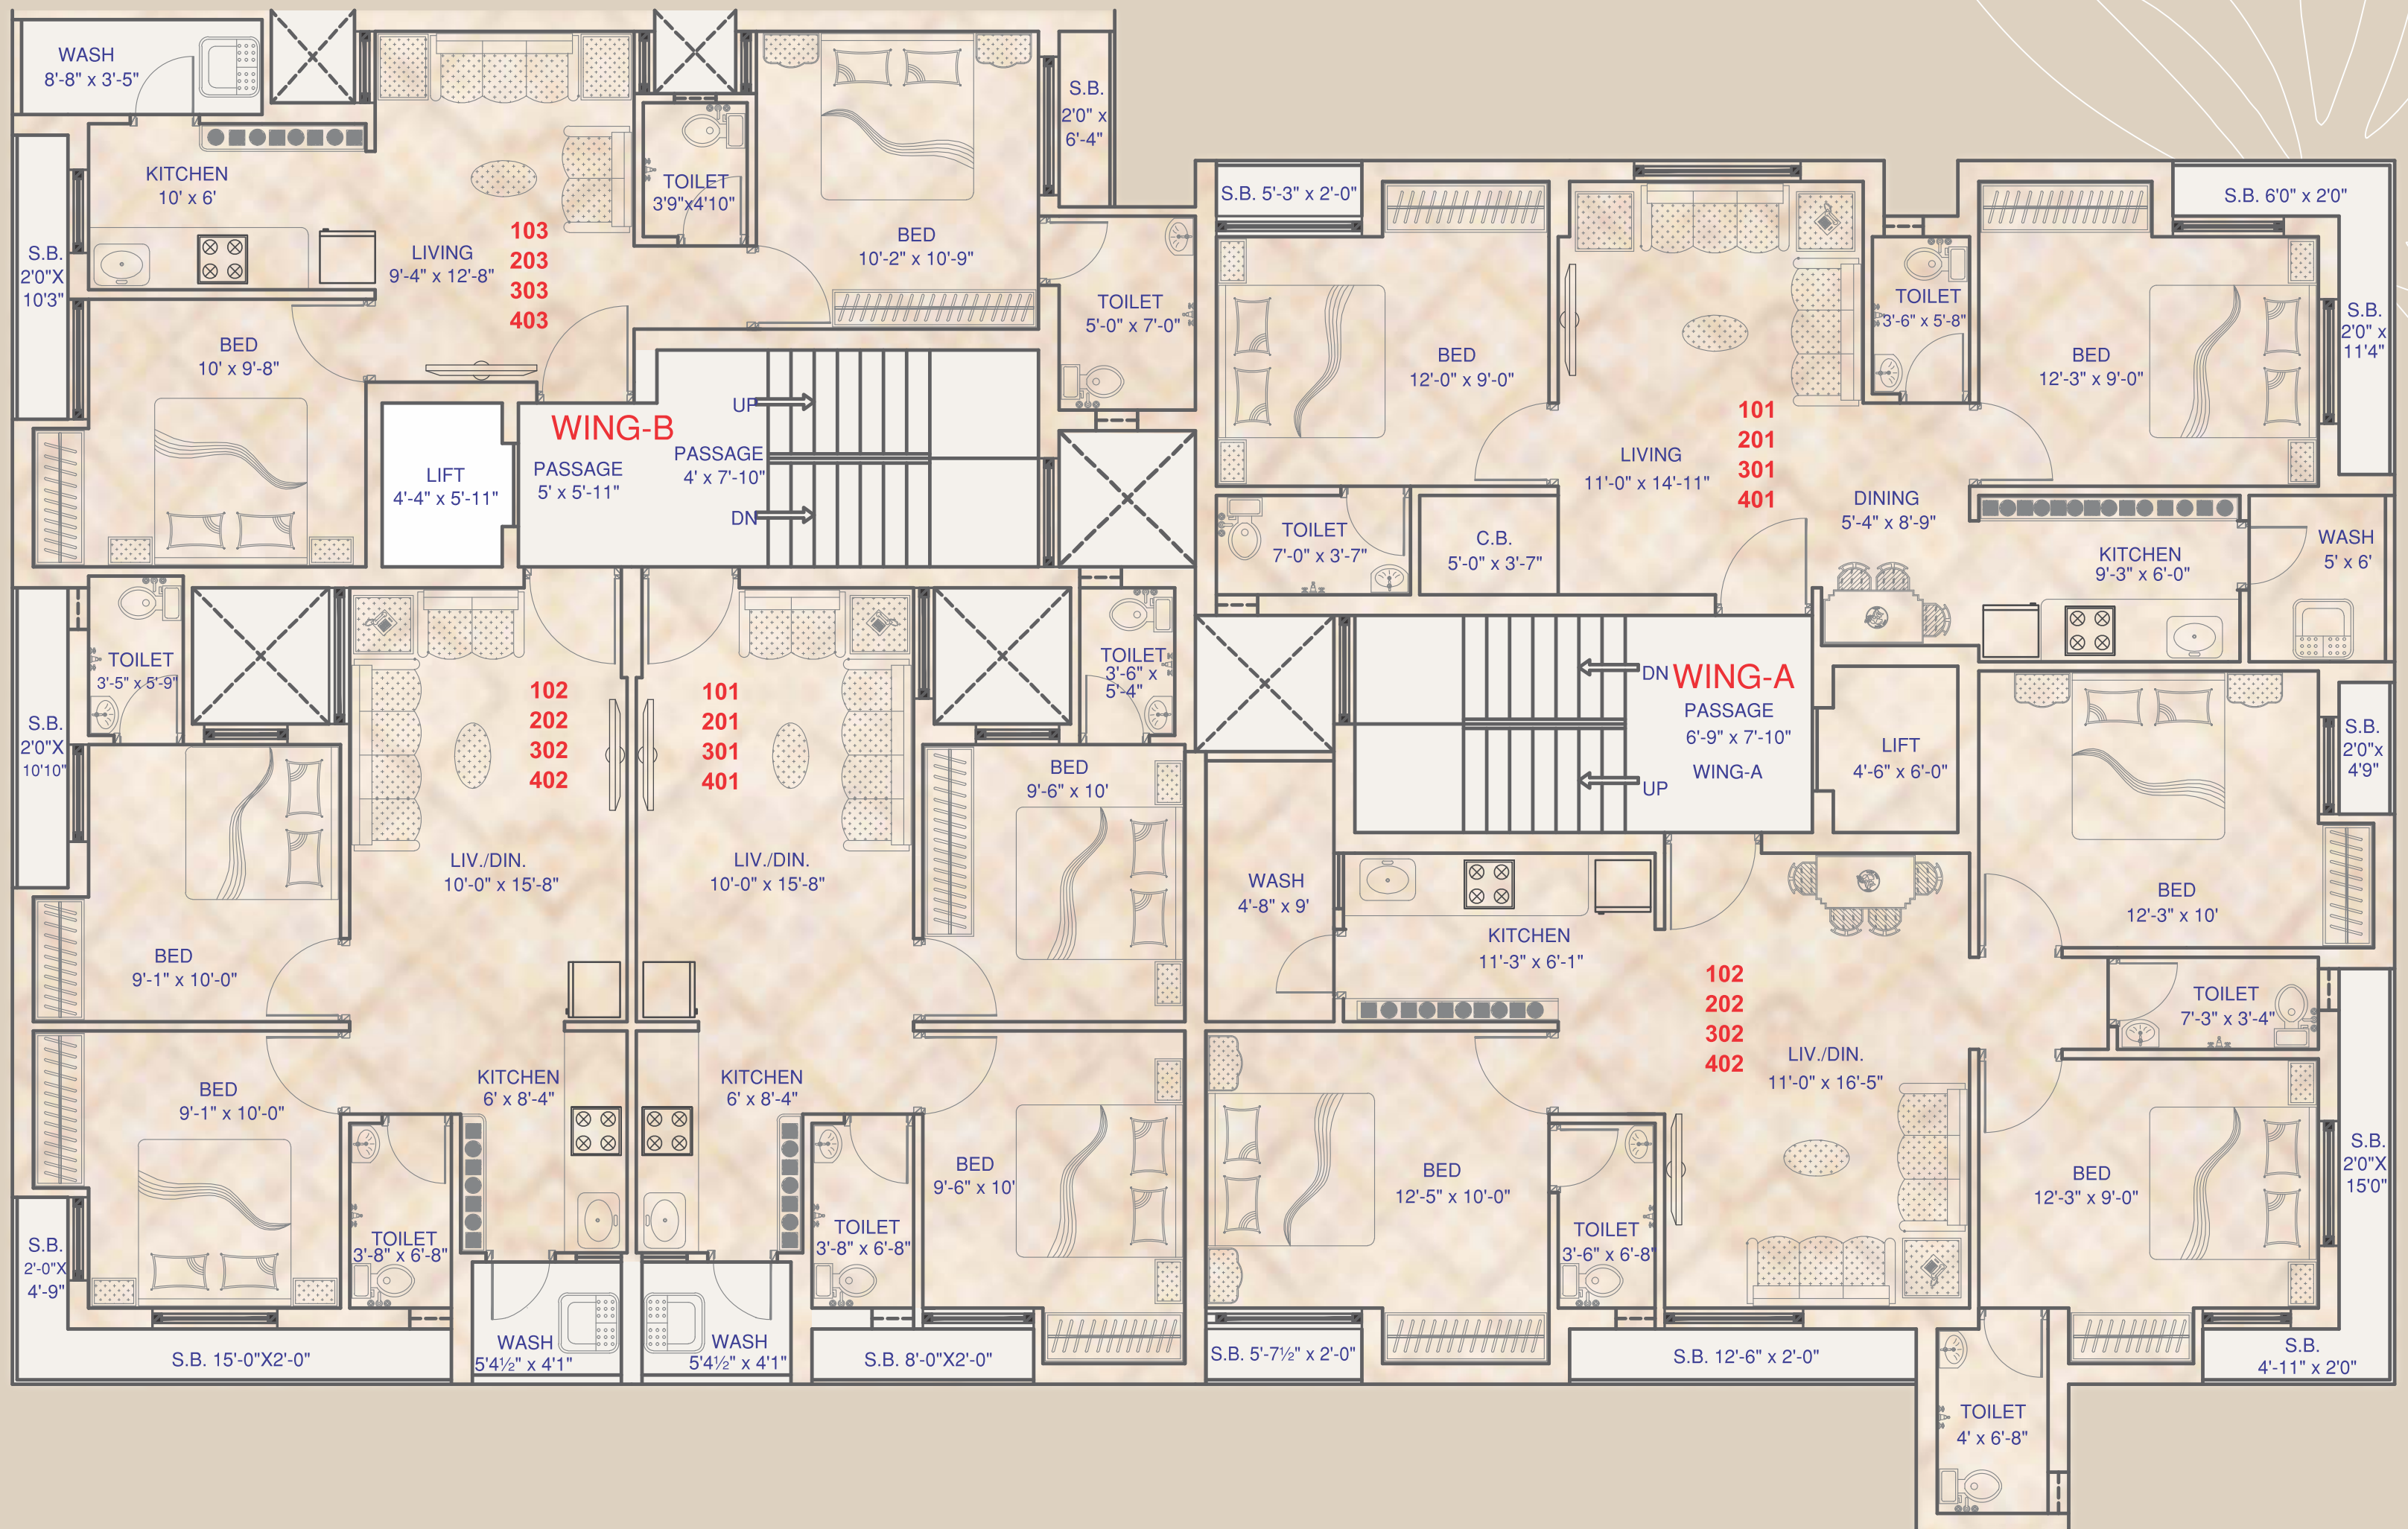 WASH
8'-8" x 3'-5"
KITCHEN
10' x 6'
S.B.
2'0"X
10'3"
LIVING
9'-4" x 12'-8"
103
203
303
403
TOILET
3'9"x4'10"
BED
10'-2" x 10'-9"
S.B.
2'0" x
6'-4"
TOILET
5'-0" x 7'-0"
BED
10' x 9'-8"
LIFT
4'-4" x 5'-11"
WING-B
PASSAGE
5' x 5'-11"
PASSAGE
4' x 7'-10"
UP
DN
S.B. 5'-3" x 2'-0"
BED
12'-0" x 9'-0"
LIVING
11'-0" x 14'-11"
101
201
301
401
TOILET
3'-6" x 5'-8"
BED
12'-3" x 9'-0"
S.B. 6'0" x 2'0"
S.B.
2'0" x
11'4"
DINING
5'-4" x 8'-9"
KITCHEN
9'-3" x 6'-0"
WASH
5' x 6'
TOILET
7'-0" x 3'-7"
C.B.
5'-0" x 3'-7"
TOILET
3'-5" x 5'-9"
S.B.
2'0"X
10'10"
102
202
302
402
101
201
301
401
TOILET
3'-6" x
5'-4"
LIV./DIN.
10'-0" x 15'-8"
LIV./DIN.
10'-0" x 15'-8"
BED
9'-6" x 10'
BED
9'-1" x 10'-0"
BED
9'-1" x 10'-0"
KITCHEN
6' x 8'-4"
KITCHEN
6' x 8'-4"
BED
9'-6" x 10'
TOILET
3'-8" x 6'-8"
TOILET
3'-8" x 6'-8"
S.B.
2'-0"X
4'-9"
S.B. 15'-0"X2'-0"
WASH
5'4½" x 4'1"
WASH
5'4½" x 4'1"
S.B. 8'-0"X2'-0"
DN
UP
WING-A
PASSAGE
6'-9" x 7'-10"
WING-A
LIFT
4'-6" x 6'-0"
S.B.
2'0"x
4'9"
WASH
4'-8" x 9'
KITCHEN
11'-3" x 6'-1"
BED
12'-3" x 10'
102
202
302
402
LIV./DIN.
11'-0" x 16'-5"
TOILET
7'-3" x 3'-4"
BED
12'-5" x 10'-0"
TOILET
3'-6" x 6'-8"
BED
12'-3" x 9'-0"
S.B.
2'0"X
15'0"
S.B. 5'-7½" x 2'-0"
S.B. 12'-6" x 2'-0"
S.B.
4'-11" x 2'0"
TOILET
4' x 6'-8"